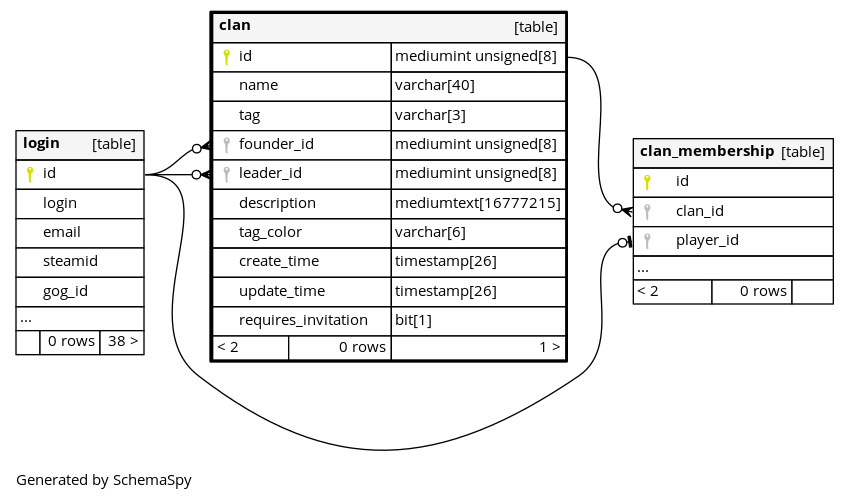 clan [table]
id mediumint unsigned[8]
name varchar[40]
tag varchar[3]
founder_id mediumint unsigned[8]
leader_id mediumint unsigned[8]
description mediumtext[16777215]
tag_color varchar[6]
create_time timestamp[26]
update_time timestamp[26]
requires_invitation bit[1]
< 2 0 rows 1 >
login [table]
id
login
email
steamid
gog_id
...
0 rows 38 >
clan_membership [table]
id
clan_id
player_id
...
< 2 0 rows
Generated by SchemaSpy